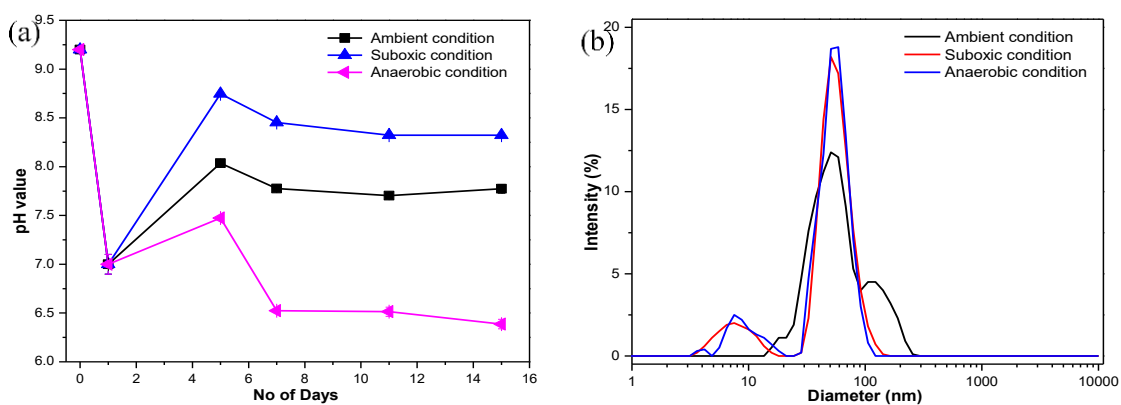 (a)
Ambient condition
Suboxic condition
Anaerobic condition
9.5
9.0
8.5
8.0
7.5
7.0
6.5
6.0
pH value
0 2 4 6 8 10 12 14 16
No of Days
(b)
Ambient condition
Suboxic condition
Anaerobic condition
20
15
10
5
0
Intensity (%)
1 10 100 1000 10000
Diameter (nm)